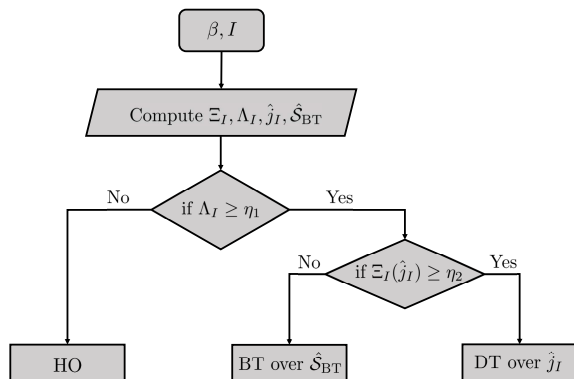 β, I
Compute Ξ_I, Λ_I, ĵ_I, Ŝ_BT
No
if Λ_I ≥ η_1
Yes
No
if Ξ_I(ĵ_I) ≥ η_2
Yes
HO
BT over Ŝ_BT
DT over ĵ_I